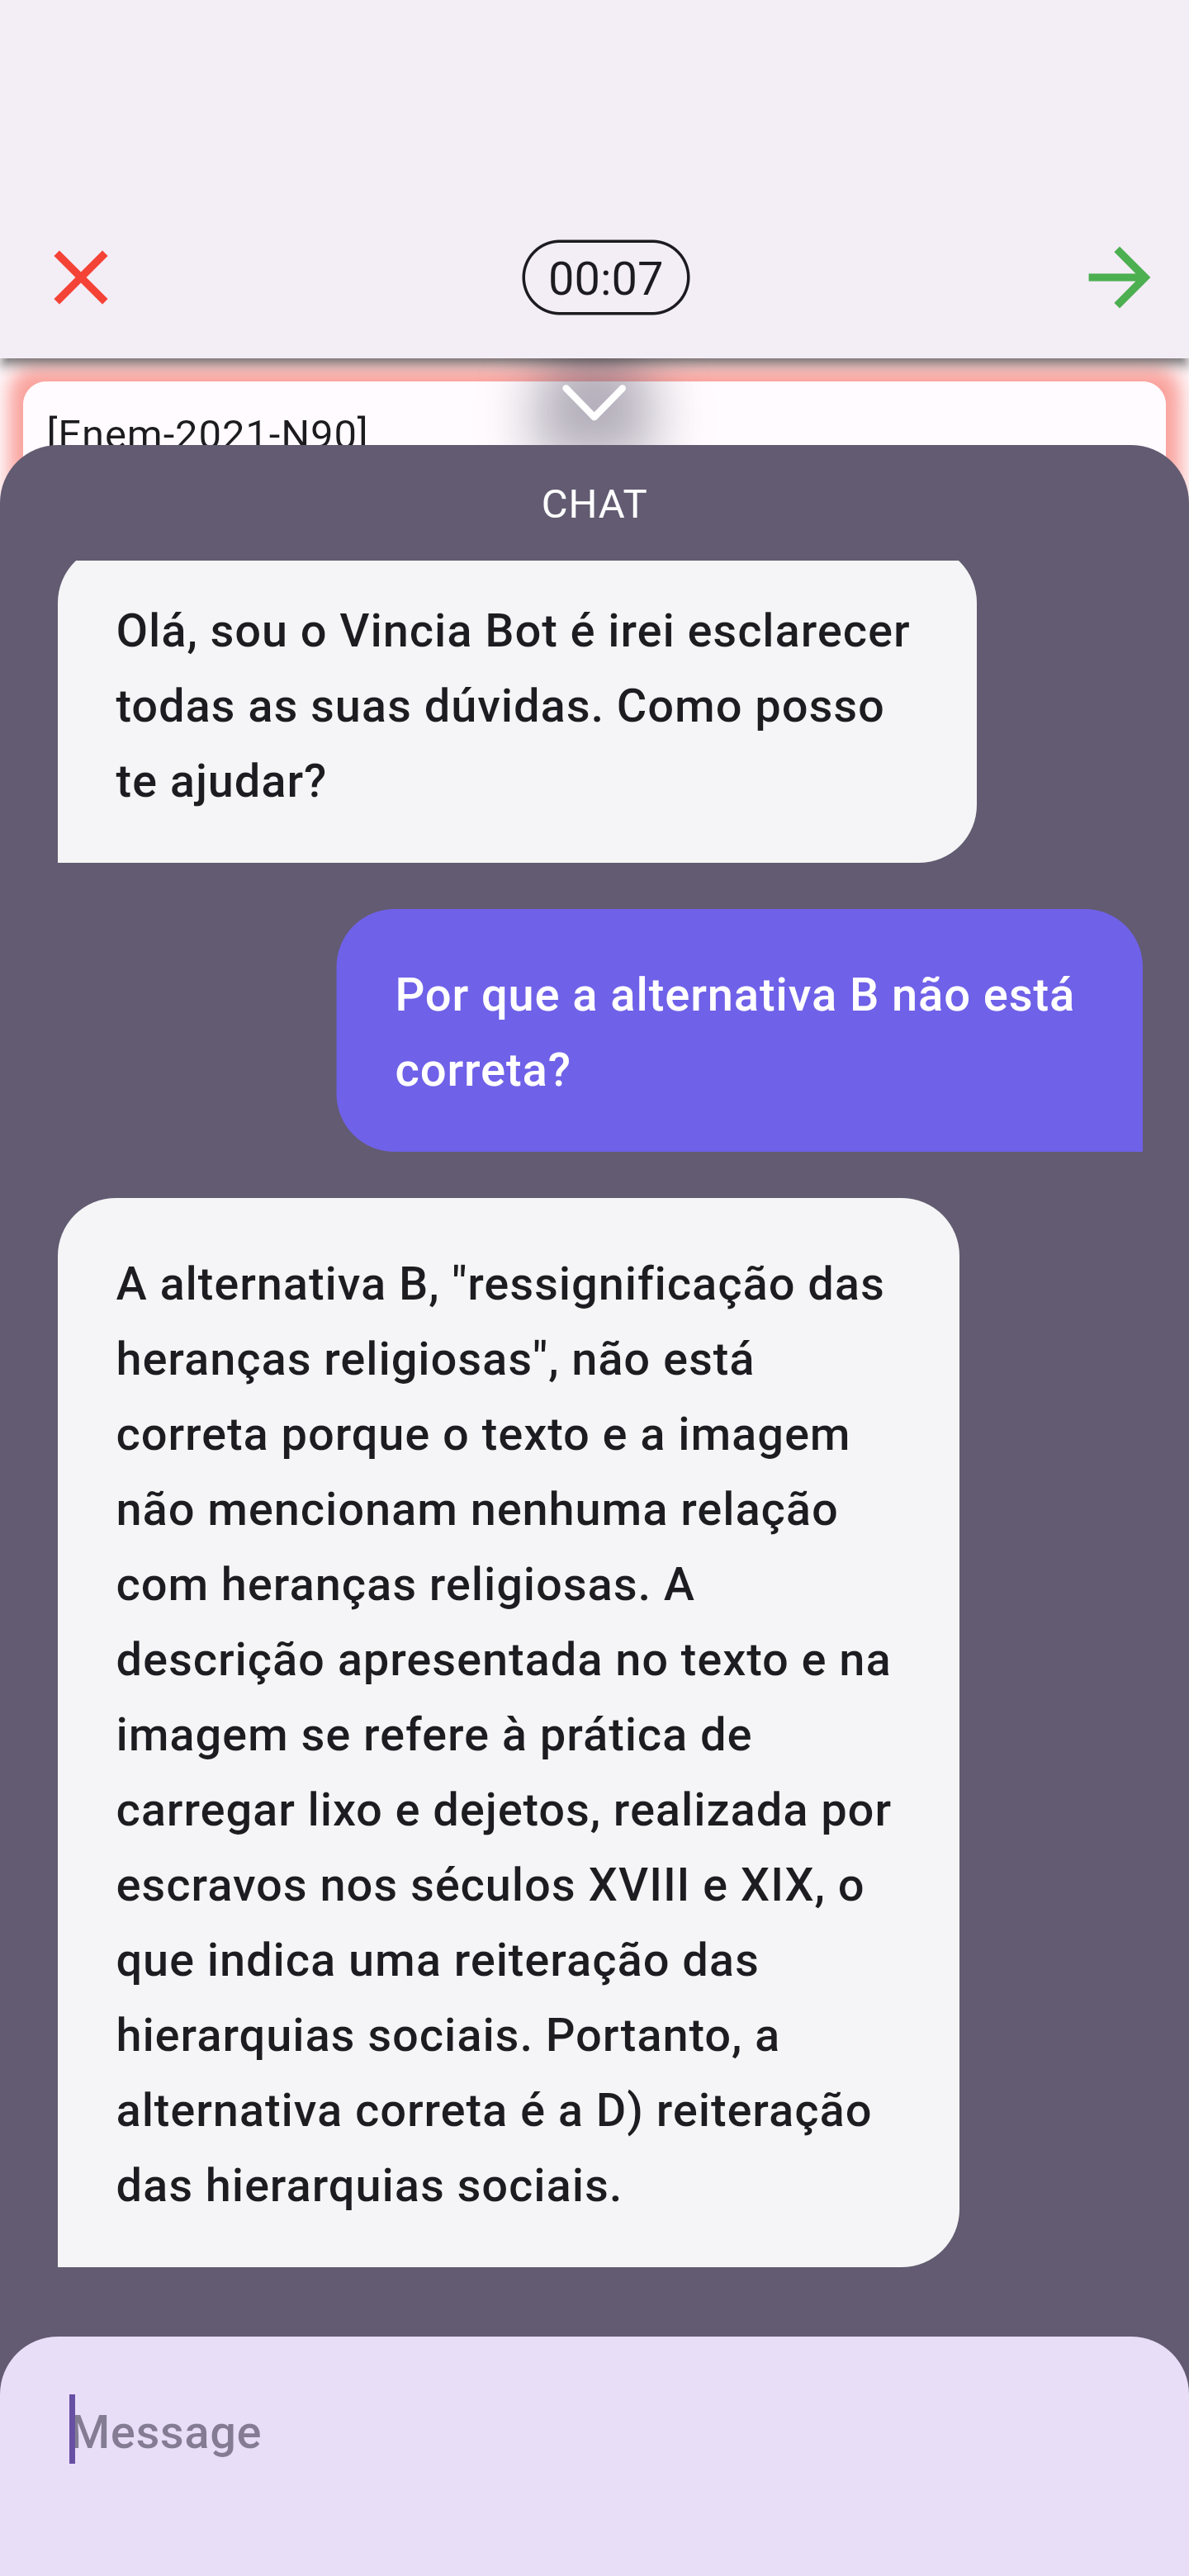 00:07
[Enem-2021-N90]
CHAT
Olá, sou o Vincia Bot é irei esclarecer
todas as suas dúvidas. Como posso
te ajudar?
Por que a alternativa B não está
correta?
A alternativa B, "ressignificação das
heranças religiosas", não está
correta porque o texto e a imagem
não mencionam nenhuma relação
com heranças religiosas. A
descrição apresentada no texto e na
imagem se refere à prática de
carregar lixo e dejetos, realizada por
escravos nos séculos XVIII e XIX, o
que indica uma reiteração das
hierarquias sociais. Portanto, a
alternativa correta é a D) reiteração
das hierarquias sociais.
Message